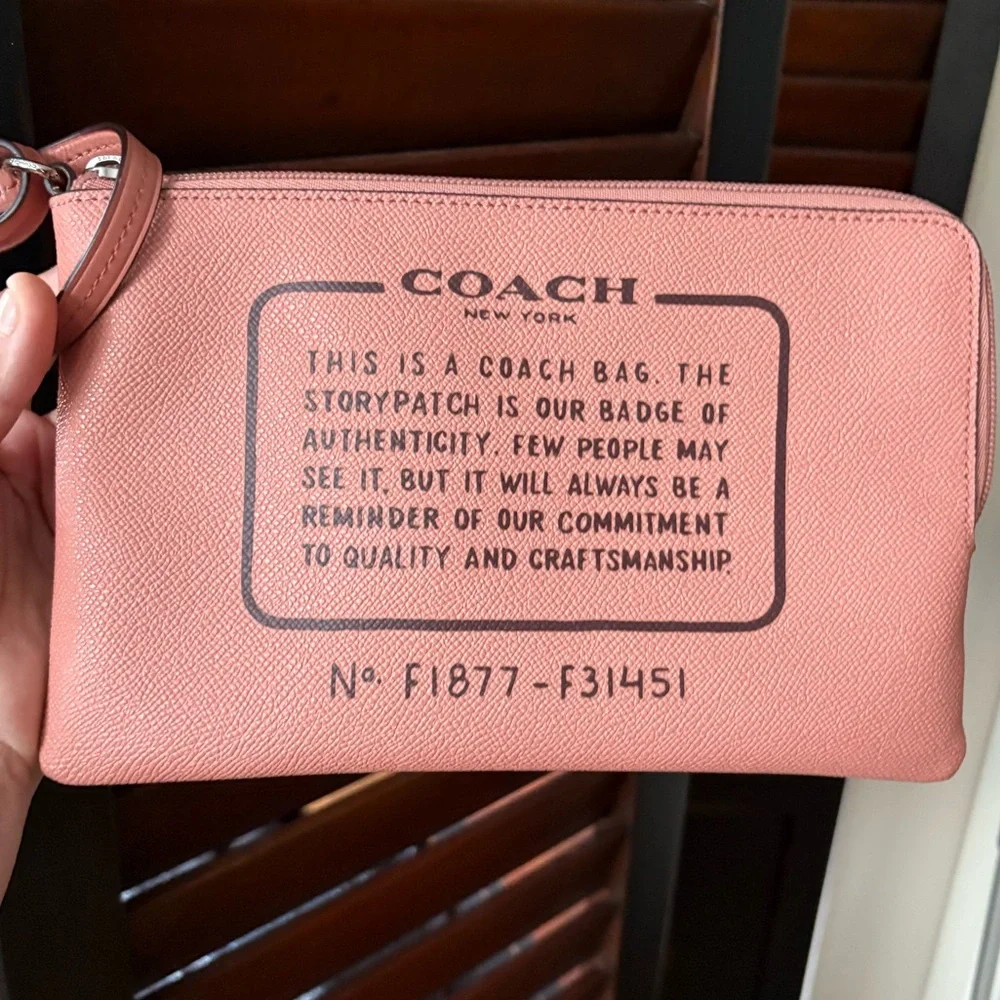 COACH
NEW YORK
THIS IS A COACH BAG. THE
STORYPATCH IS OUR BADGE OF
AUTHENTICITY. FEW PEOPLE MAY
SEE IT, BUT IT WILL ALWAYS BE A
REMINDER OF OUR COMMITMENT
TO QUALITY AND CRAFTSMANSHIP.
No. F1877-F31451